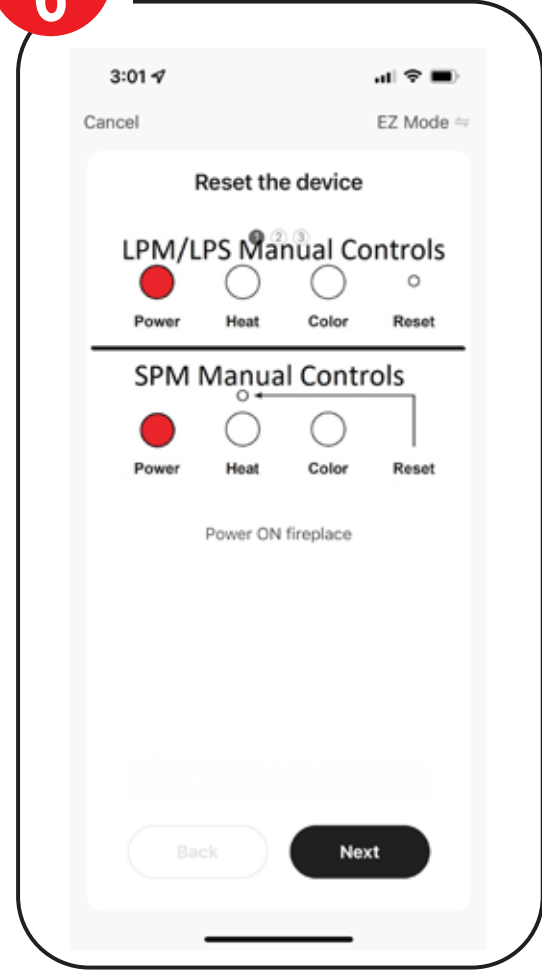 6
3:01
Cancel EZ Mode
Reset the device
1 2 3
LPM/LPS Manual Controls
Power Heat Color Reset
SPM Manual Controls
Power Heat Color Reset
Power ON fireplace
Back Next